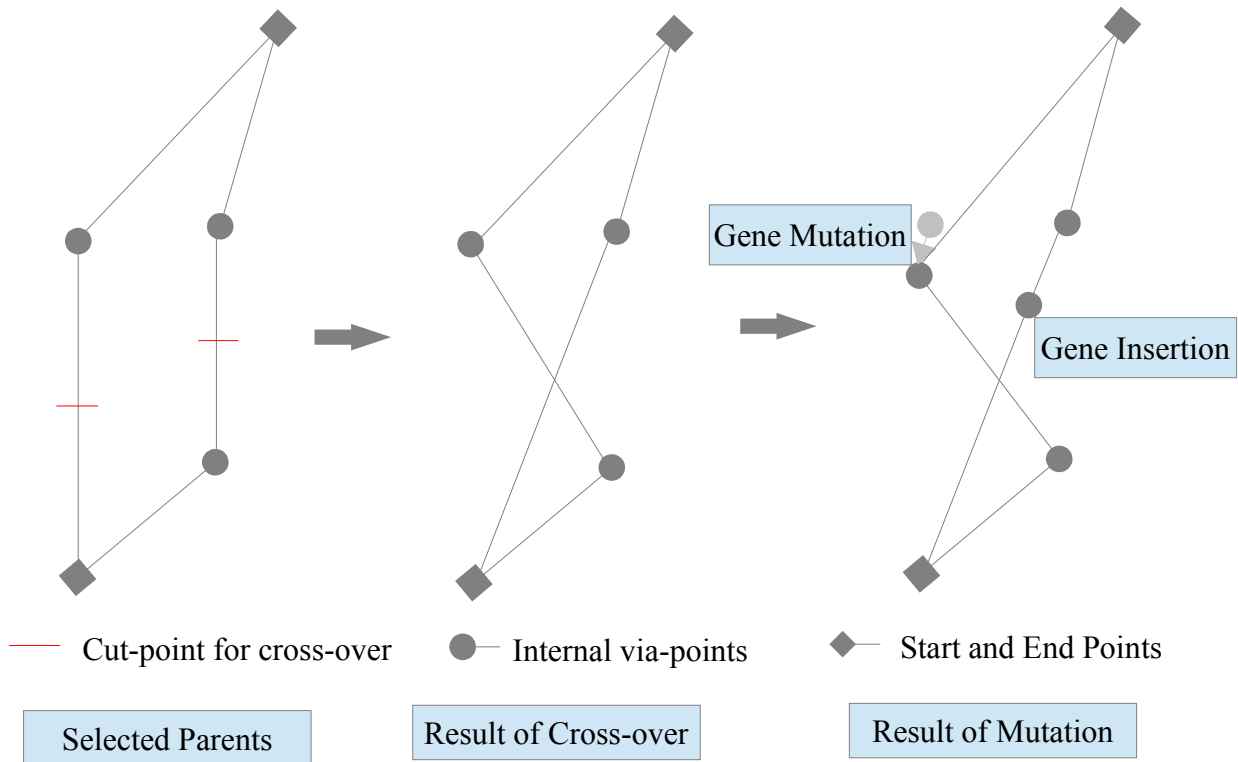 Gene Mutation
Gene Insertion
Cut-point for cross-over
Internal via-points
Start and End Points
Selected Parents
Result of Cross-over
Result of Mutation